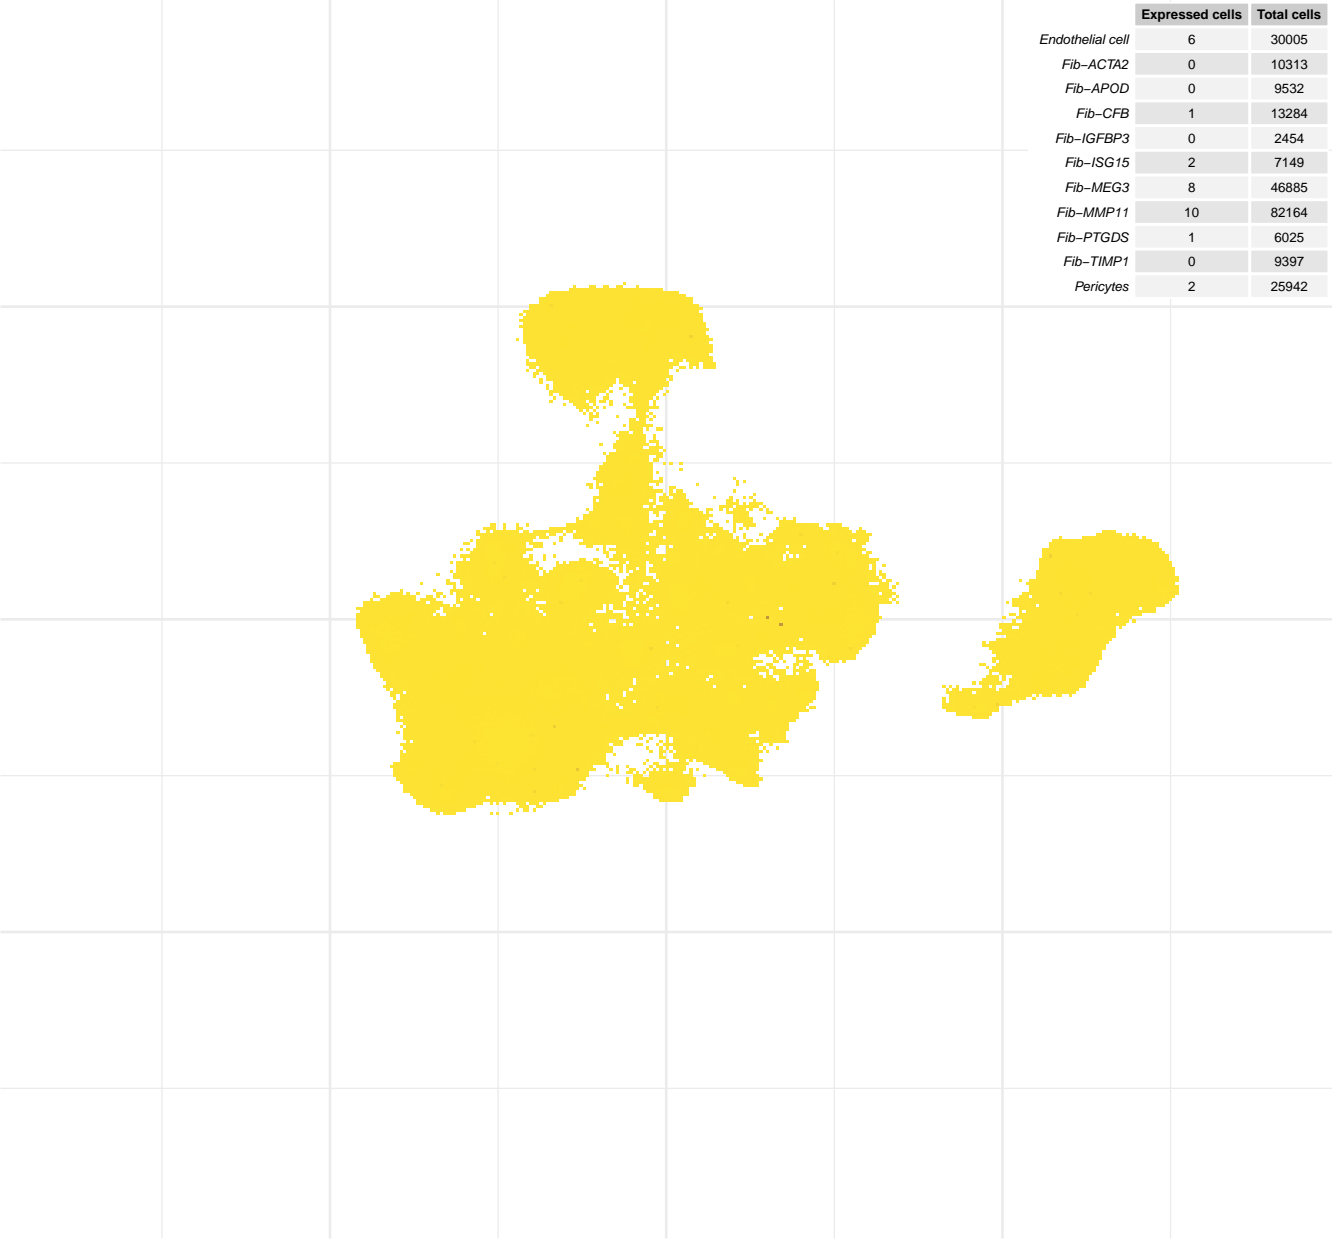 Expressed cells Total cells
Endothelial cell 6 30005
Fib−ACTA2 0 10313
Fib−APOD 0 9532
Fib−CFB 1 13284
Fib−IGFBP3 0 2454
Fib−ISG15 2 7149
Fib−MEG3 8 46885
Fib−MMP11 10 82164
Fib−PTGDS 1 6025
Fib−TIMP1 0 9397
Pericytes 2 25942